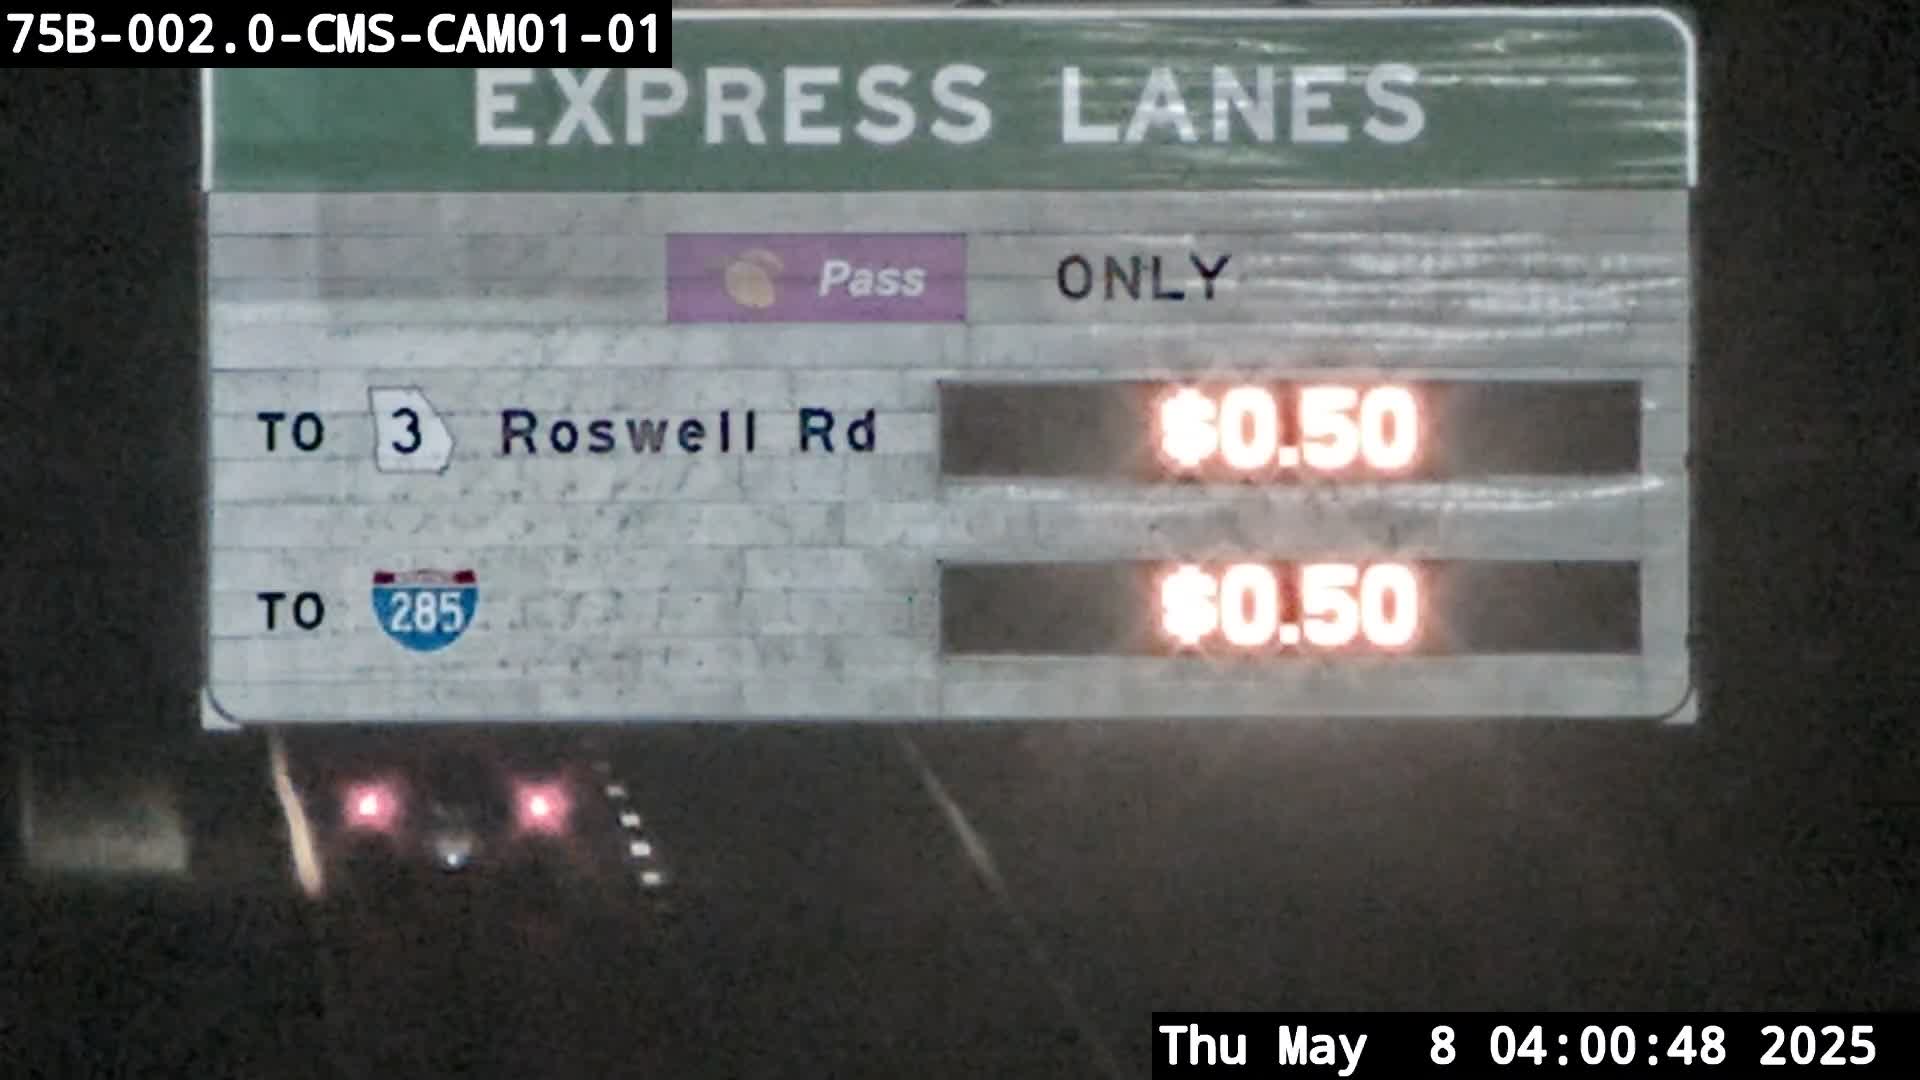 75B-002.0-CMS-CAM01-01
EXPRESS LANES
Pass ONLY
TO 3 Roswell Rd $0.50
TO 285 $0.50
Thu May 8 04:00:48 2025